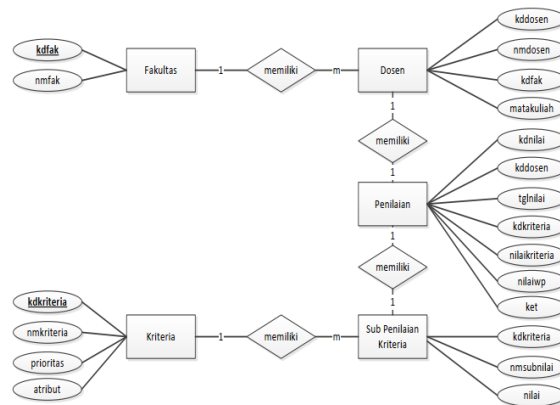 kdfak
nmfak
Fakultas
1
memiliki
m
Dosen
kddosen
nmdosen
kdfak
matakuliah
1
memiliki
1
Penilaian
kdnilai
kddosen
tglnilai
kdkriteria
nilaikriteria
nilaiwp
ket
1
memiliki
1
kdkriteria
nmkriteria
prioritas
atribut
Kriteria
1
memiliki
m
Sub Penilaian
Kriteria
kdkriteria
nmsubnilai
nilai